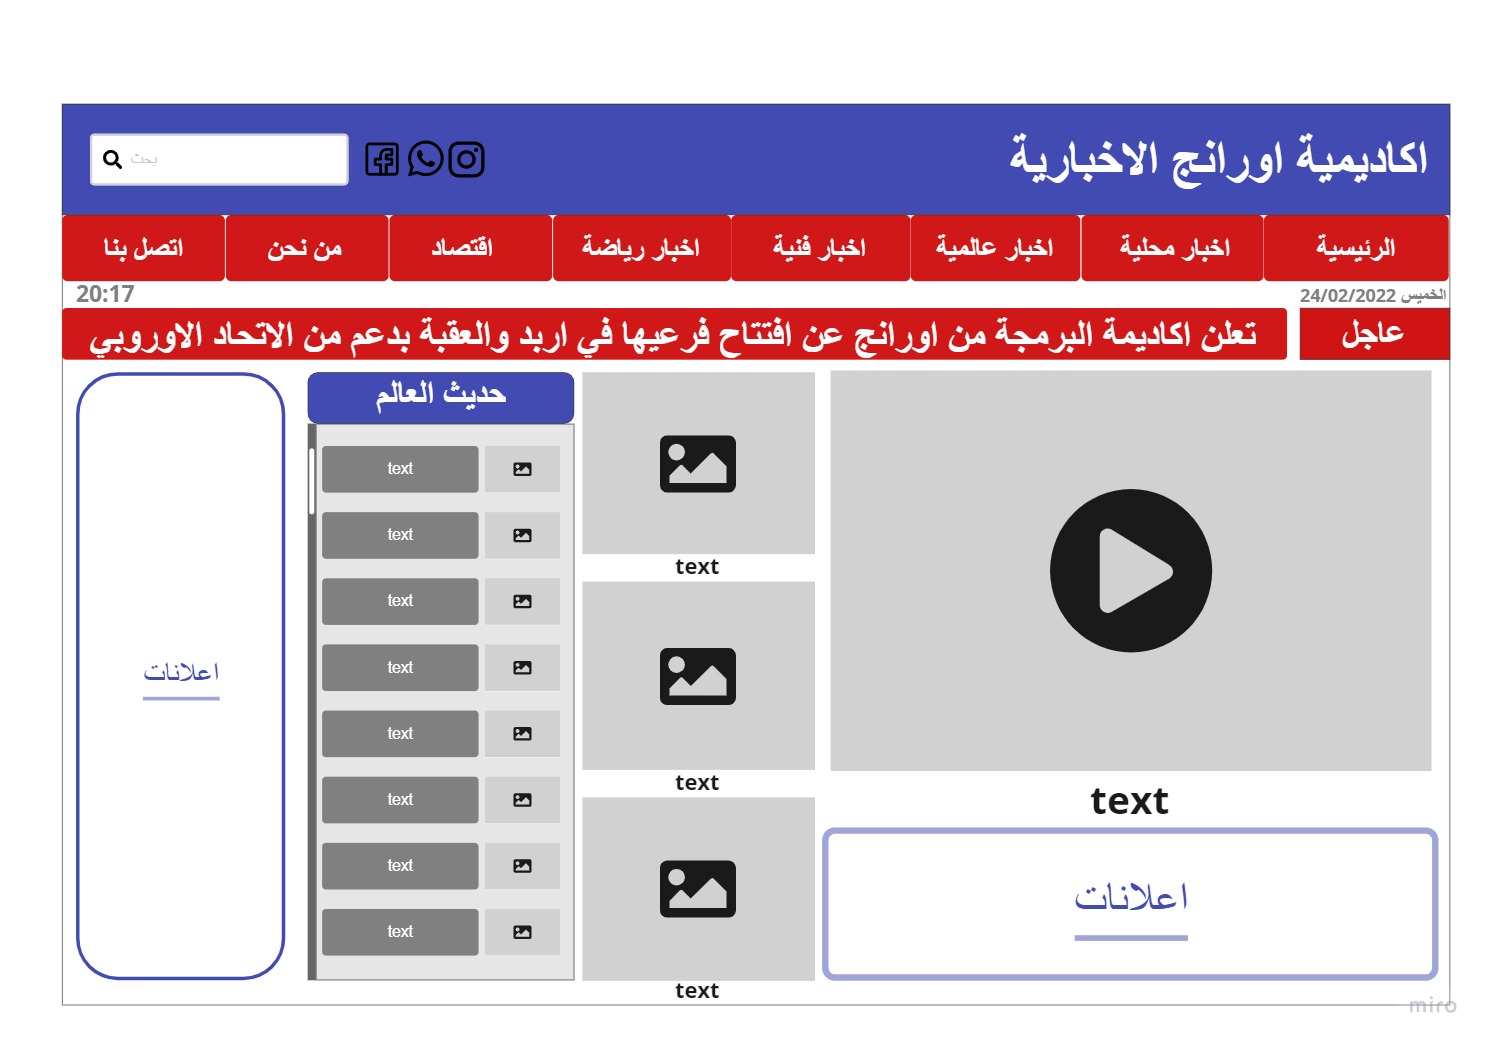 اكاديمية اورانج الاخبارية
بحث
الرئيسية
اخبار محلية
اخبار عالمية
اخبار فنية
اخبار رياضة
اقتصاد
من نحن
اتصل بنا
الخميس 24/02/2022
20:17
عاجل
تعلن اكاديمة البرمجة من اورانج عن افتتاح فرعيها في اربد والعقبة بدعم من الاتحاد الاوروبي
text
اعلانات
text
text
text
حديث العالم
text
text
text
text
text
text
text
text
اعلانات
miro